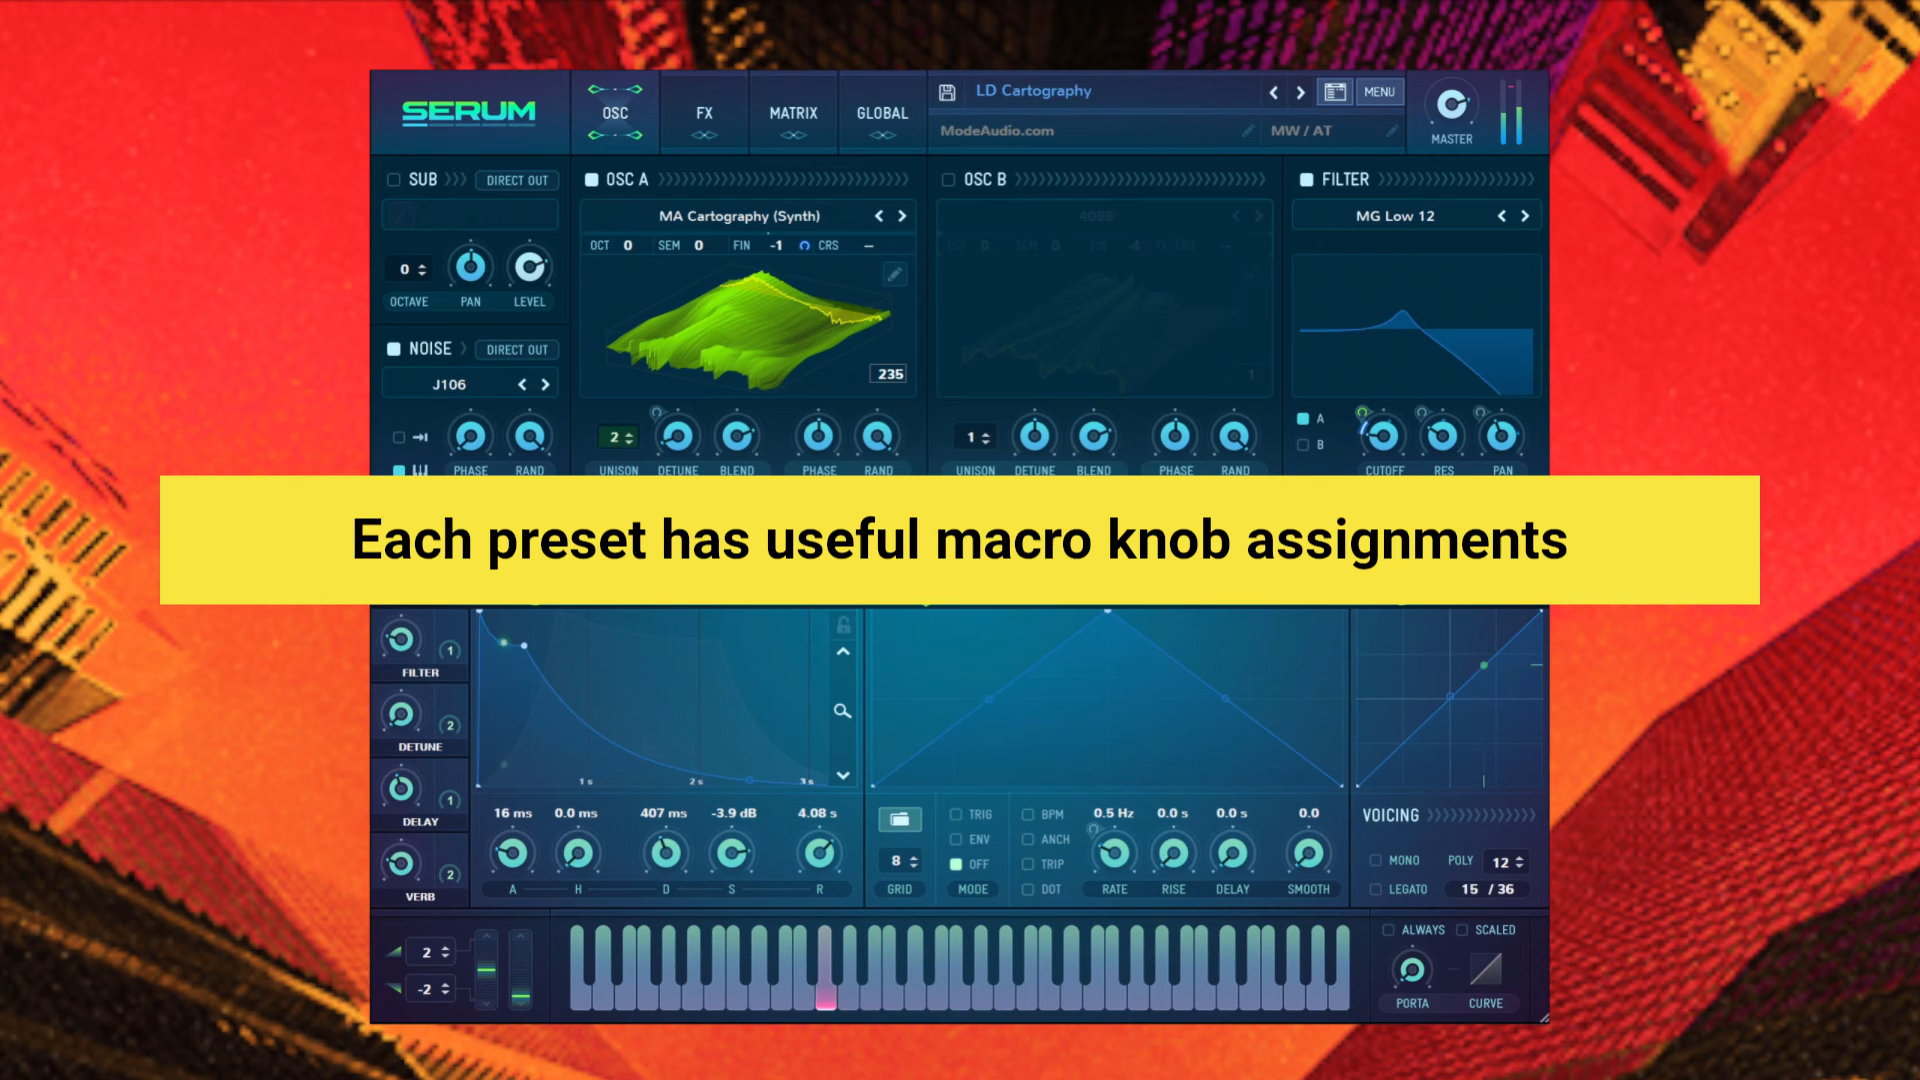 SERUM
OSC
FX
MATRIX
GLOBAL
LD Cartography
MENU
ModeAudio.com
MW / AT
MASTER
SUB
DIRECT OUT
OSC A
OSC B
FILTER
MA Cartography (Synth)
4088
MG Low 12
OCT 0 SEM 0 FIN -1 CRS –
0
OCTAVE PAN LEVEL
235
1
NOISE
DIRECT OUT
J106
2
1
A
B
PHASE RAND
UNISON DETUNE BLEND PHASE RAND
UNISON DETUNE BLEND PHASE RAND
CUTOFF RES PAN
Each preset has useful macro knob assignments
1
FILTER
2
DETUNE
1
DELAY
2
VERB
1 s 2 s 3 s
16 ms 0.0 ms 407 ms -3.9 dB 4.08 s
A H D S R
8
GRID
TRIG
ENV
OFF
MODE
BPM
ANCH
TRIP
DOT
0.5 Hz 0.0 s 0.0 s 0.0
RATE RISE DELAY SMOOTH
VOICING
MONO POLY 12
LEGATO 15 / 36
2
-2
ALWAYS SCALED
PORTA CURVE